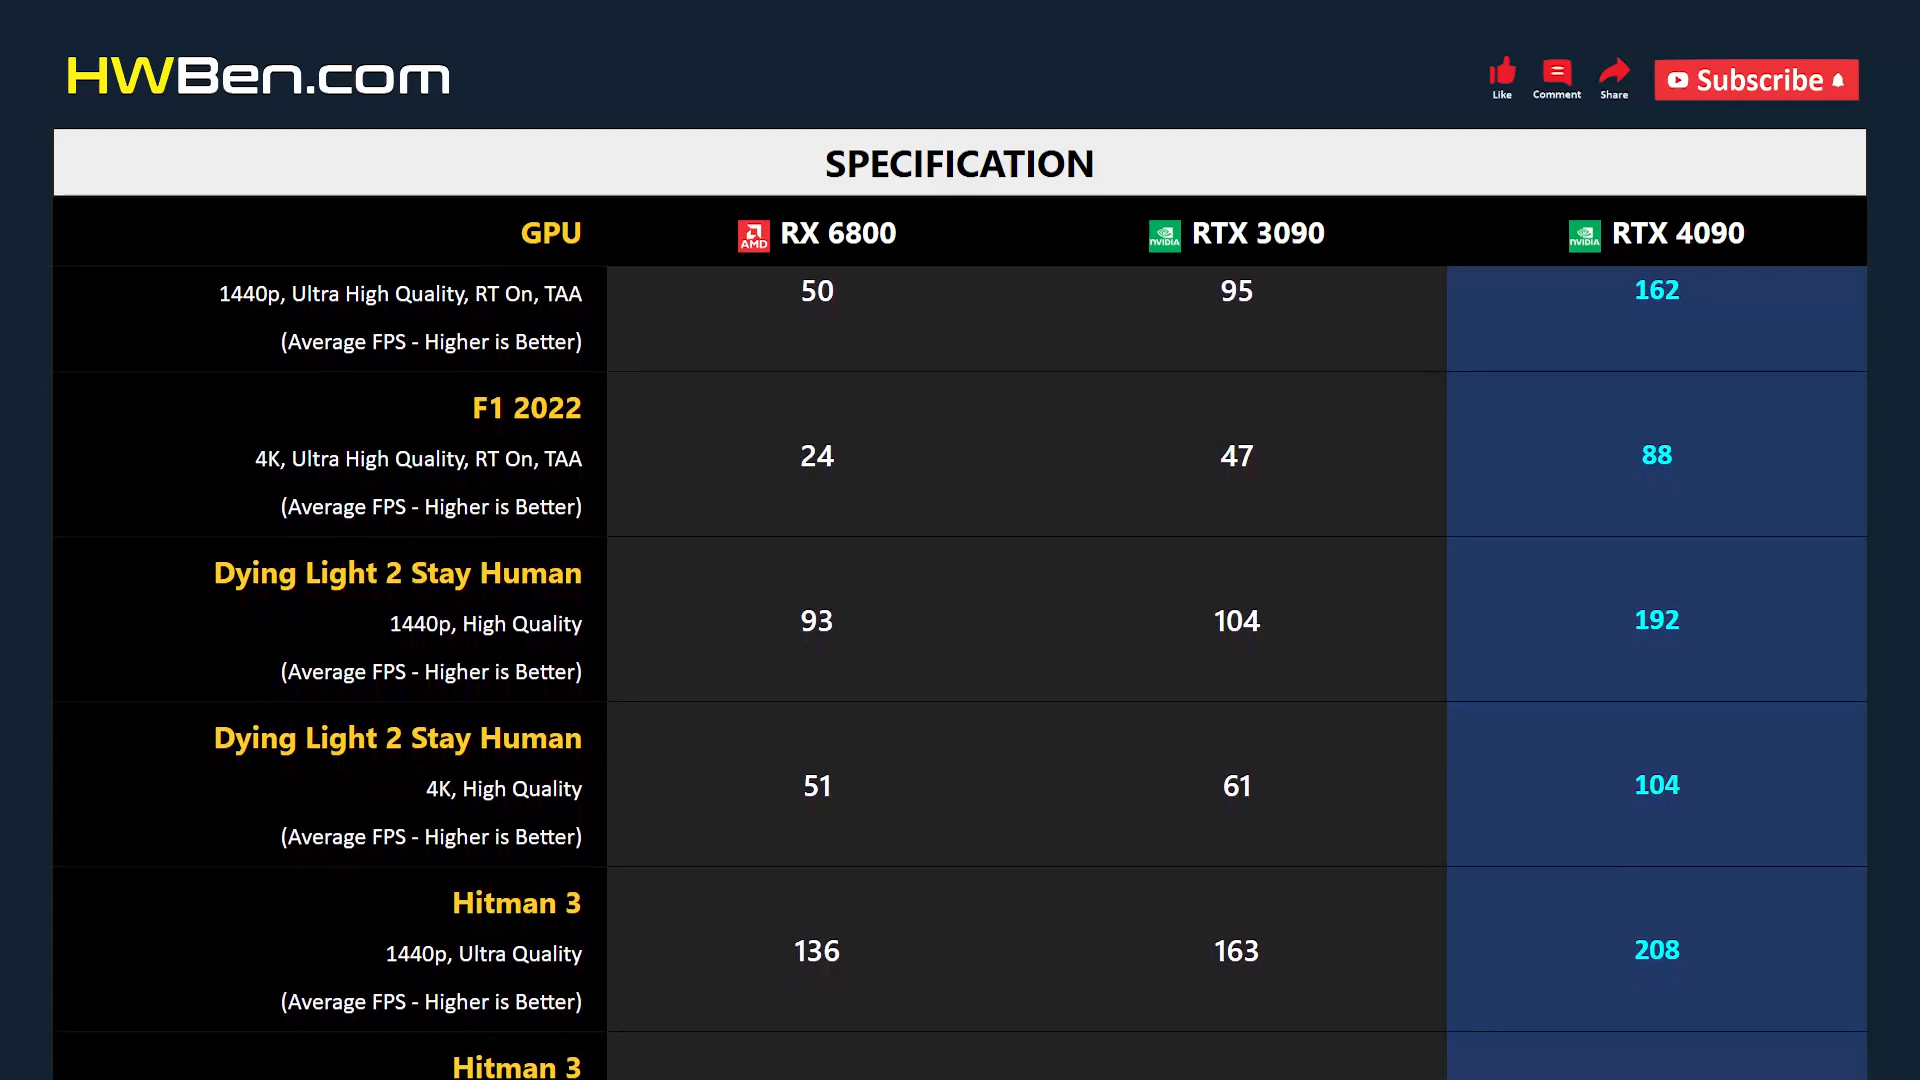 HWBen.com
Like
Comment
Share
Subscribe
SPECIFICATION
GPU AMD RX 6800 NVIDIA RTX 3090 NVIDIA RTX 4090
1440p, Ultra High Quality, RT On, TAA 50 95 162
(Average FPS - Higher is Better)
F1 2022
4K, Ultra High Quality, RT On, TAA 24 47 88
(Average FPS - Higher is Better)
Dying Light 2 Stay Human
1440p, High Quality 93 104 192
(Average FPS - Higher is Better)
Dying Light 2 Stay Human
4K, High Quality 51 61 104
(Average FPS - Higher is Better)
Hitman 3
1440p, Ultra Quality 136 163 208
(Average FPS - Higher is Better)
Hitman 3